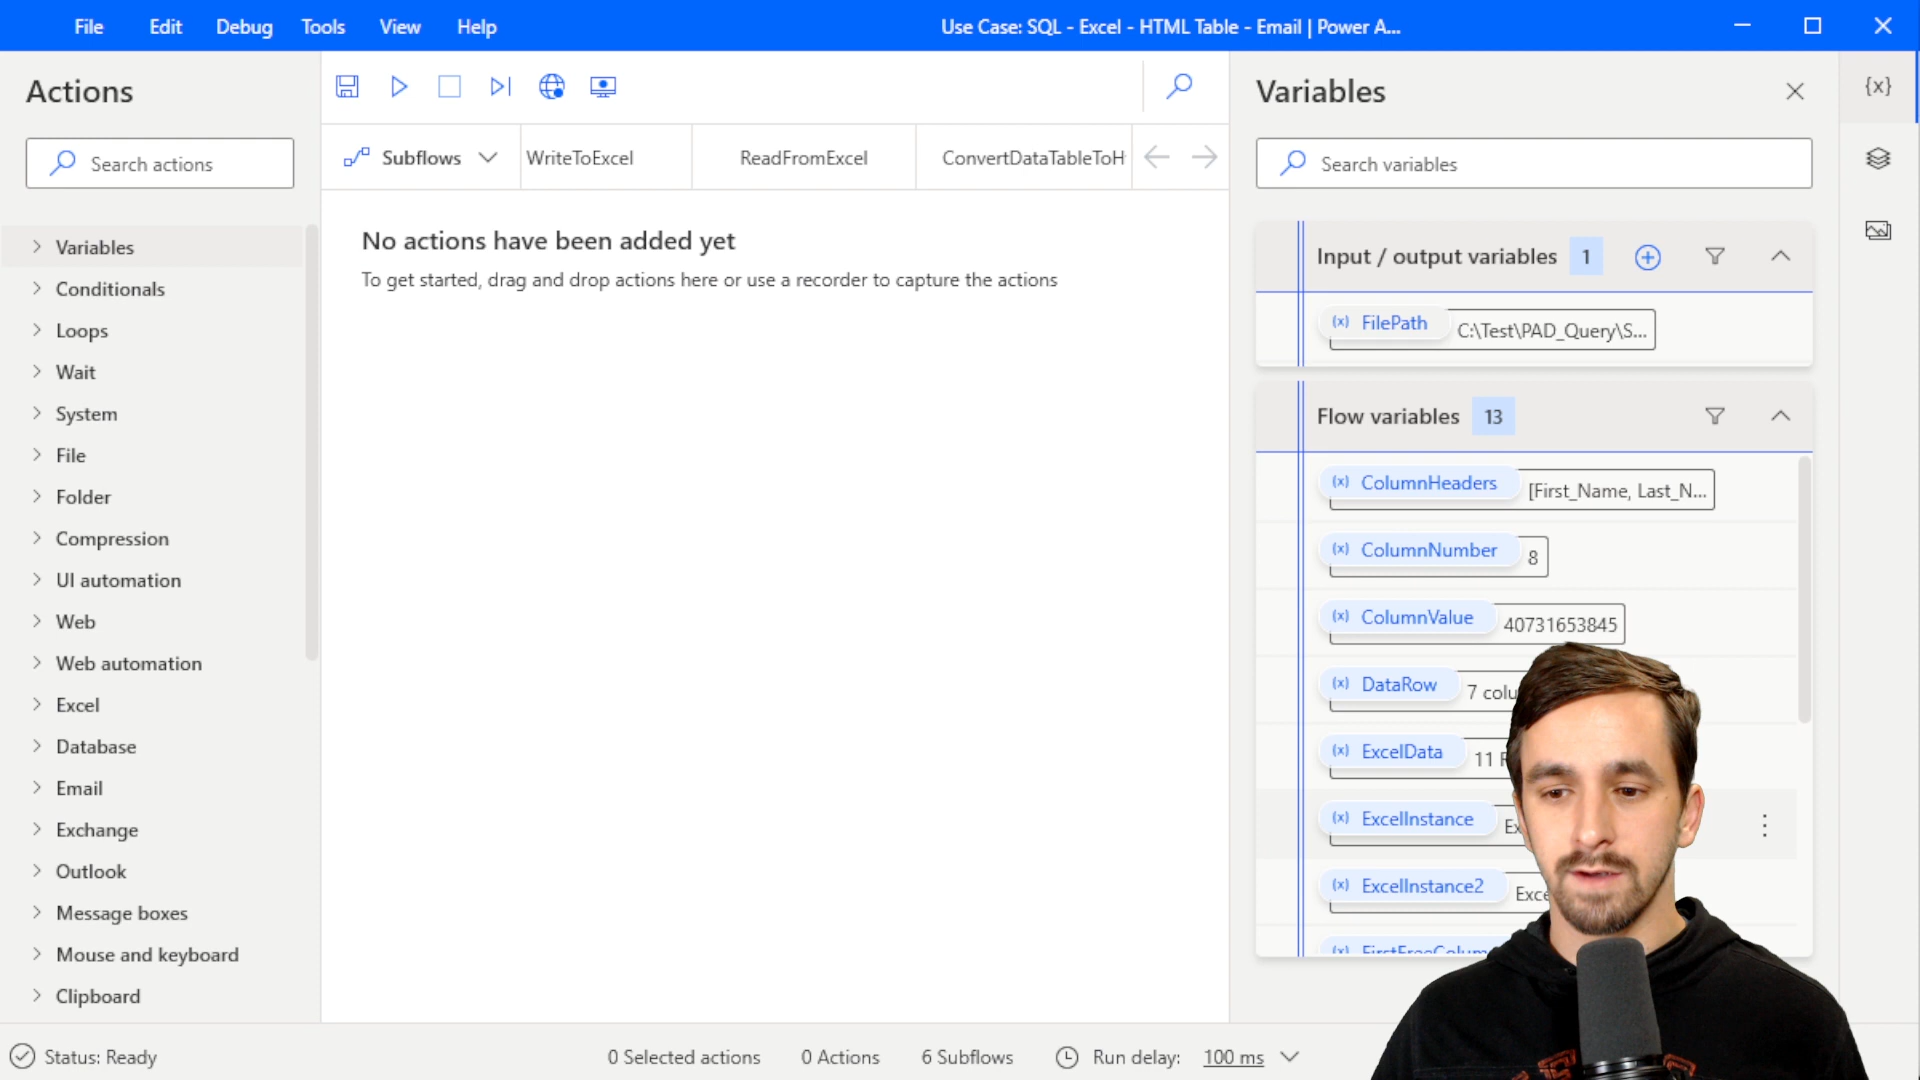 File Edit Debug Tools View Help
Use Case: SQL - Excel - HTML Table - Email | Power A...
Actions
Search actions
Variables
Conditionals
Loops
Wait
System
File
Folder
Compression
UI automation
Web
Web automation
Excel
Database
Email
Exchange
Outlook
Message boxes
Mouse and keyboard
Clipboard
Subflows WriteToExcel ReadFromExcel ConvertDataTableToH
No actions have been added yet
To get started, drag and drop actions here or use a recorder to capture the actions
Variables
{x}
Search variables
Input / output variables 1
(x) FilePath C:\Test\PAD_Query\S...
Flow variables 13
(x) ColumnHeaders [First_Name, Last_N...
(x) ColumnNumber 8
(x) ColumnValue 40731653845
(x) DataRow 7 colu
(x) ExcelData 11 R
(x) ExcelInstance Ex
(x) ExcelInstance2 Exce
(x) FirstFreeColum
Status: Ready 0 Selected actions 0 Actions 6 Subflows Run delay: 100 ms